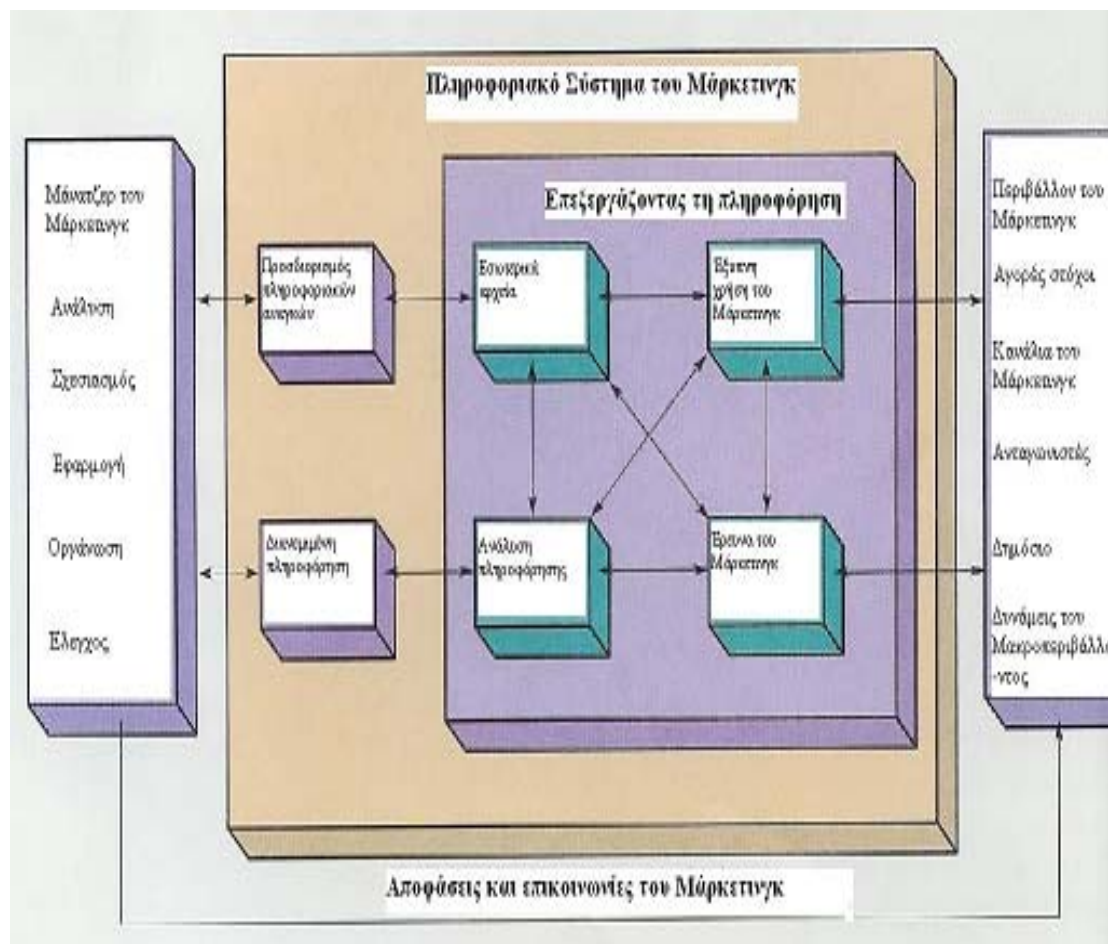 Πληροφοριακό Σύστημα του Μάρκετινγκ
Μάνατζερ του
Μάρκετινγκ
Ανάλυση
Σχεσιασμός
Εφαρμογή
Οργάνωση
Έλεγχος
Προσδιορισμός
πληροφοριακών
αναγκών
Διανεμιμένη
πληροφόρηση
Επεξεργάζοντας τη πληροφόρηση
Εσωτερικά
αρχεία
Έξυπνη
χρήση του
Μάρκετινγκ
Ανάλυση
πληροφόρησης
Έρευνα του
Μάρκετινγκ
Περιβάλλον του
Μάρκετινγκ
Αγορές στόχοι
Κανάλια του
Μάρκετινγκ
Ανταγωνιστές
Δημόσιο
Δυνάμεις του
Μακροπεριβάλλο
-ντος
Αποφάσεις και επικοινωνίες του Μάρκετινγκ